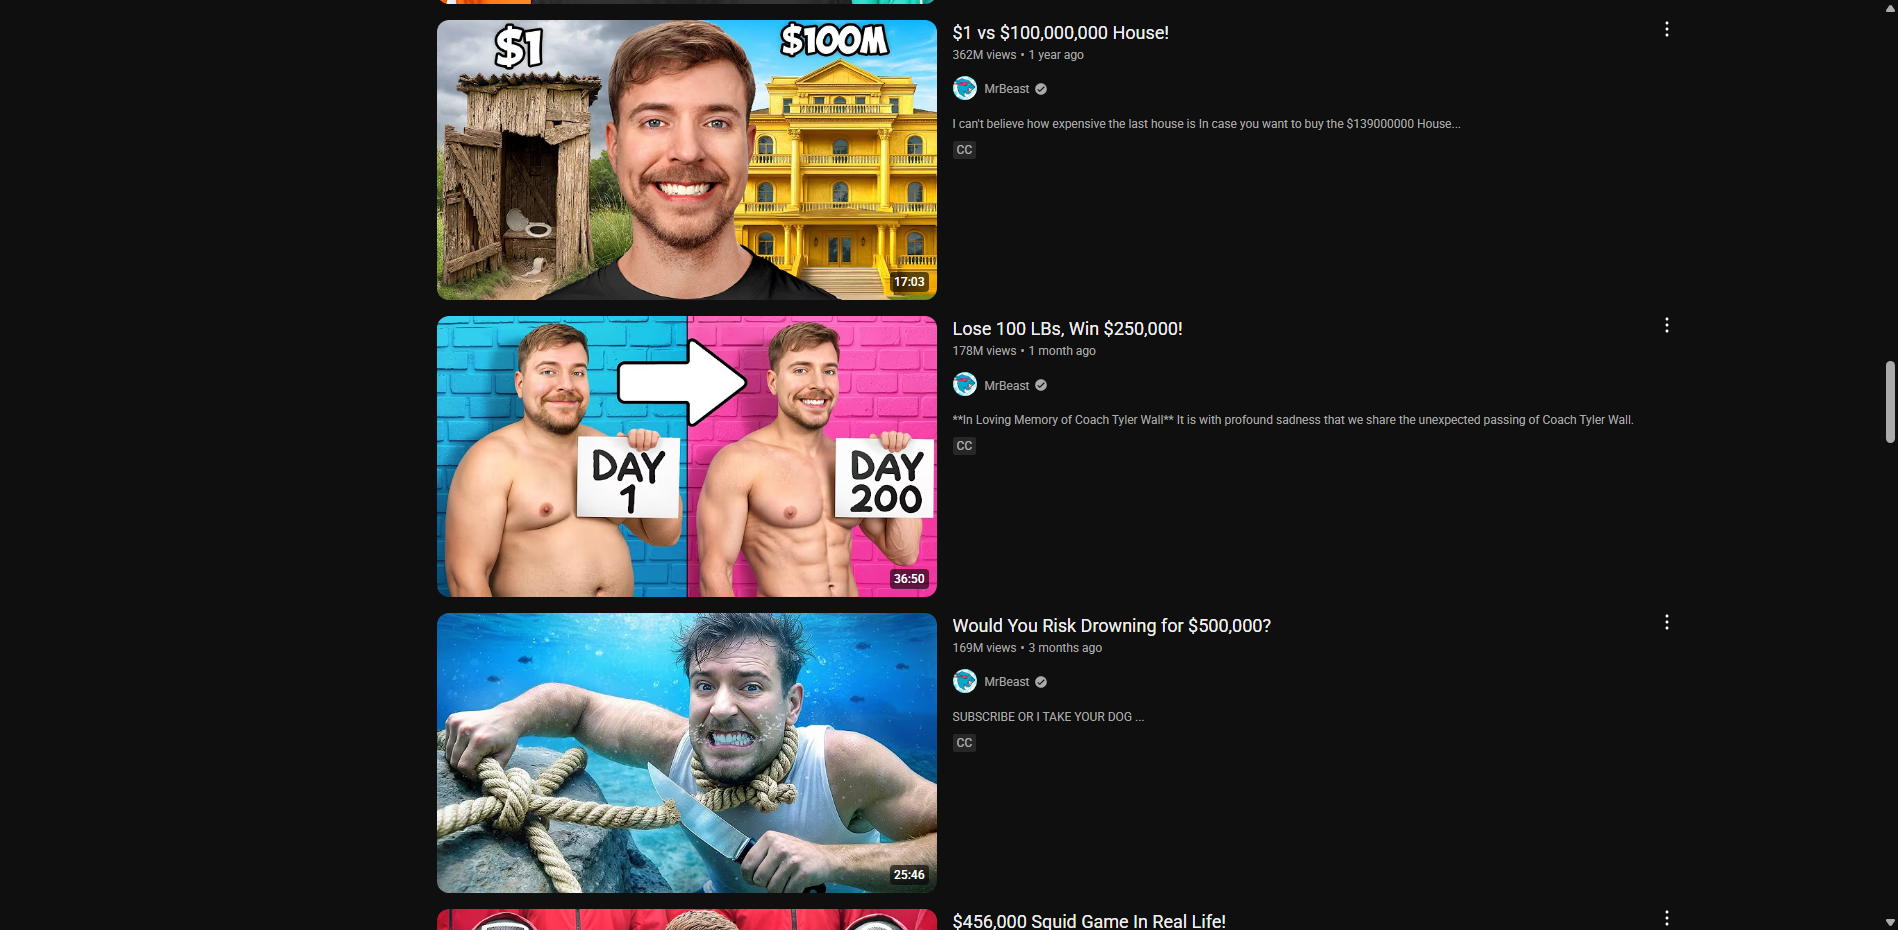 $1
$100M
17:03
$1 vs $100,000,000 House!
362M views • 1 year ago
MrBeast
I can't believe how expensive the last house is In case you want to buy the $139000000 House...
CC
DAY
1
DAY
200
36:50
Lose 100 LBs, Win $250,000!
178M views • 1 month ago
MrBeast
**In Loving Memory of Coach Tyler Wall** It is with profound sadness that we share the unexpected passing of Coach Tyler Wall.
CC
25:46
Would You Risk Drowning for $500,000?
169M views • 3 months ago
MrBeast
SUBSCRIBE OR I TAKE YOUR DOG ...
CC
$456,000 Squid Game In Real Life!